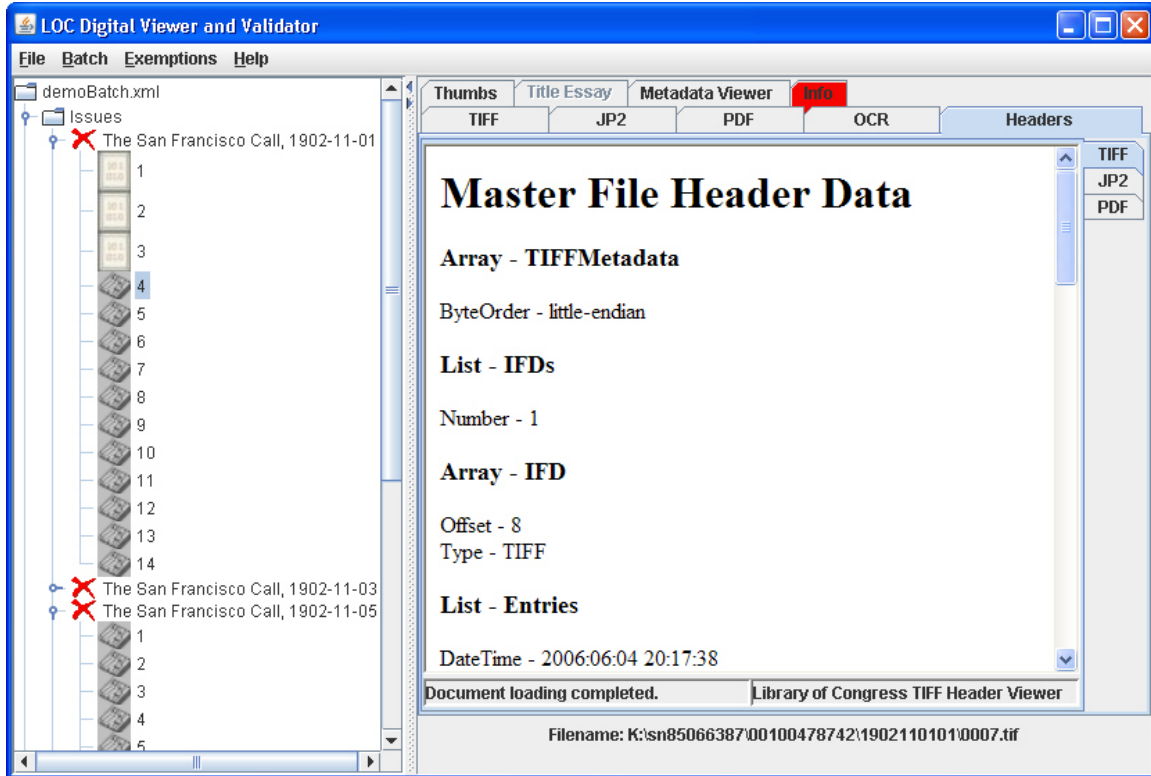 LOC Digital Viewer and Validator
File Batch Exemptions Help
demoBatch.xml
Issues
The San Francisco Call, 1902-11-01
1
2
3
4
5
6
7
8
9
10
11
12
13
14
The San Francisco Call, 1902-11-03
The San Francisco Call, 1902-11-05
1
2
3
4
5
Thumbs Title Essay Metadata Viewer Info
TIFF JP2 PDF OCR Headers
TIFF
JP2
PDF
Master File Header Data
Array - TIFFMetadata
ByteOrder - little-endian
List - IFDs
Number - 1
Array - IFD
Offset - 8
Type - TIFF
List - Entries
DateTime - 2006:06:04 20:17:38
Document loading completed. Library of Congress TIFF Header Viewer
Filename: K:\sn85066387\00100478742\1902110101\0007.tif